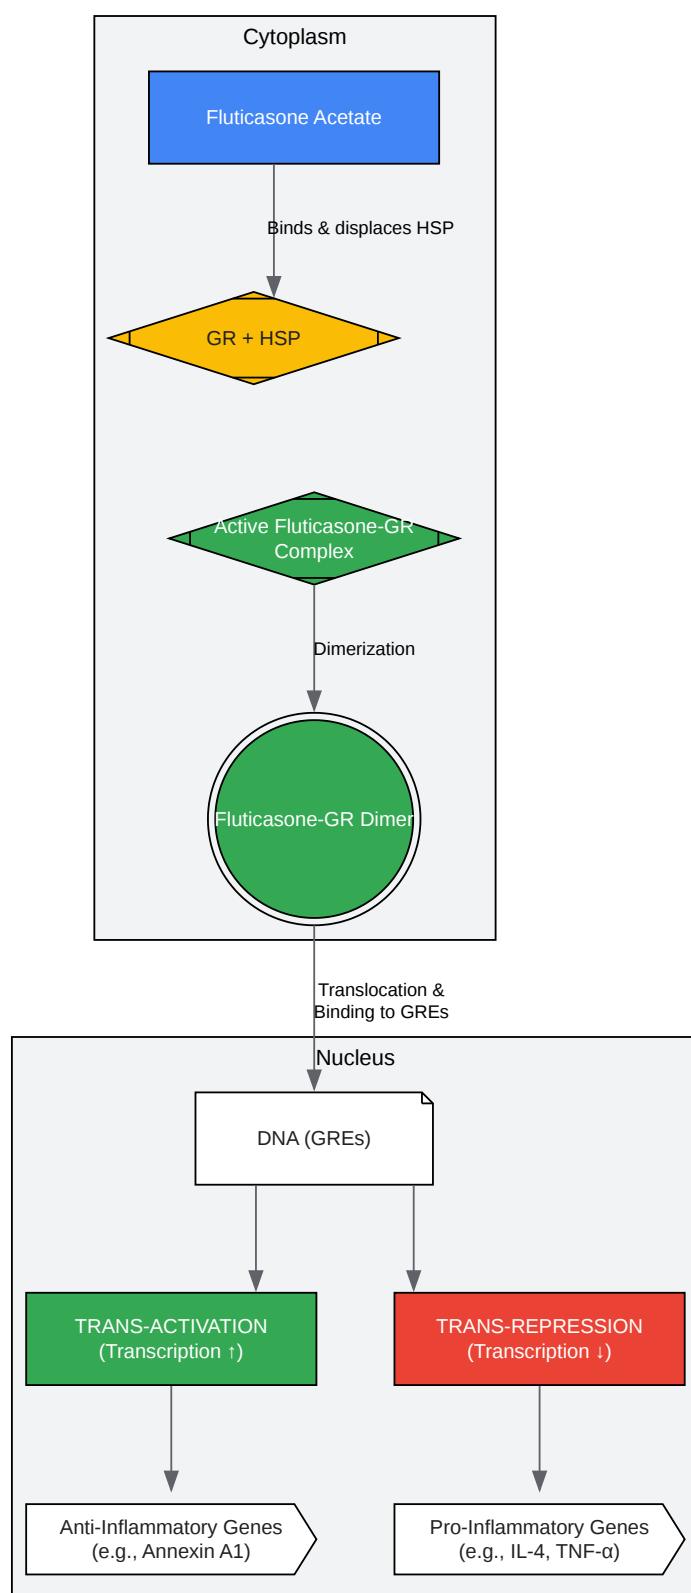 Cytoplasm
Fluticasone Acetate
Binds & displaces HSP
GR + HSP
Active Fluticasone-GR
Complex
Dimerization
Fluticasone-GR Dimer
Translocation &
Binding to GREs
Nucleus
DNA (GREs)
TRANS-ACTIVATION
(Transcription ↑)
TRANS-REPRESSION
(Transcription ↓)
Anti-Inflammatory Genes
(e.g., Annexin A1)
Pro-Inflammatory Genes
(e.g., IL-4, TNF-α)